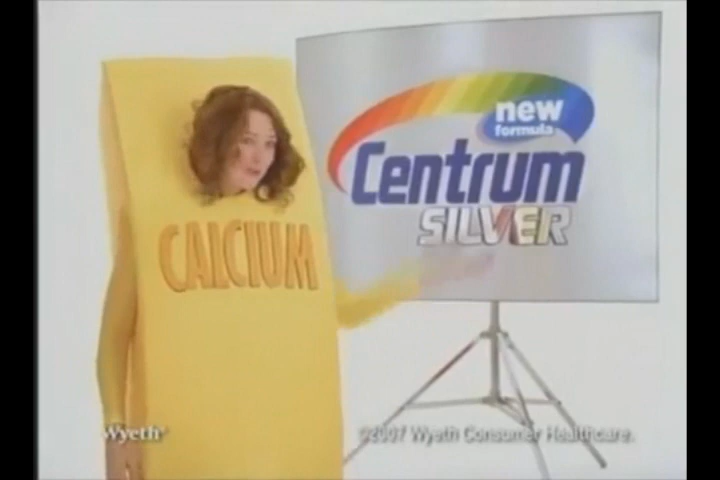 new
formula
Centrum
SILVER
CALCIUM
Wyeth®
©2007 Wyeth Consumer Healthcare.